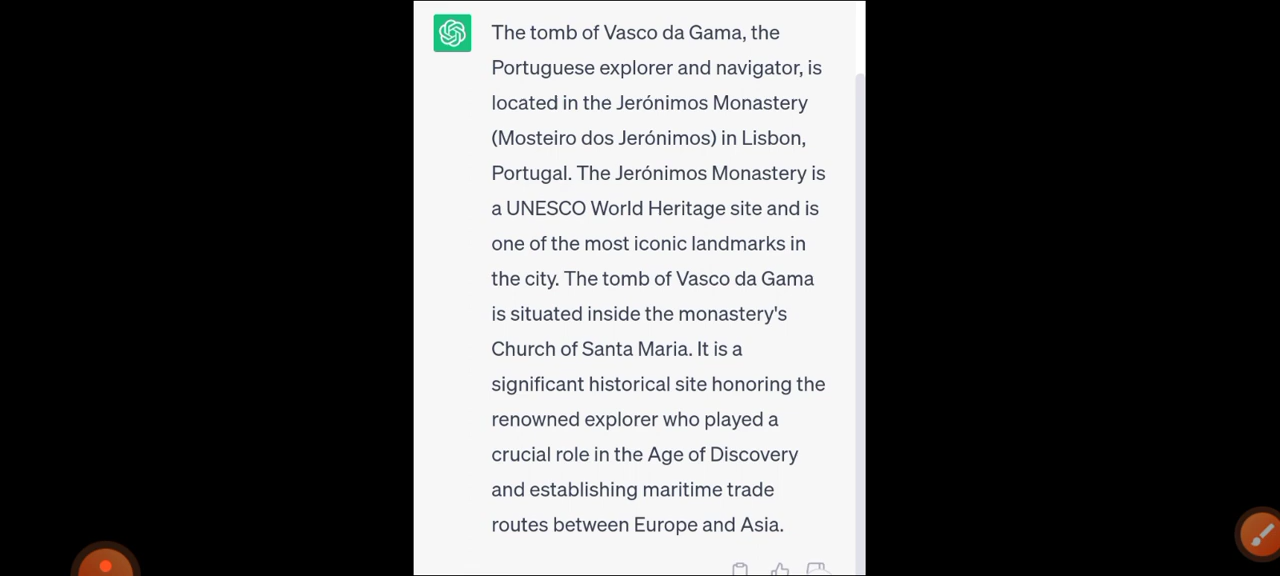 The tomb of Vasco da Gama, the
Portuguese explorer and navigator, is
located in the Jerónimos Monastery
(Mosteiro dos Jerónimos) in Lisbon,
Portugal. The Jerónimos Monastery is
a UNESCO World Heritage site and is
one of the most iconic landmarks in
the city. The tomb of Vasco da Gama
is situated inside the monastery's
Church of Santa Maria. It is a
significant historical site honoring the
renowned explorer who played a
crucial role in the Age of Discovery
and establishing maritime trade
routes between Europe and Asia.